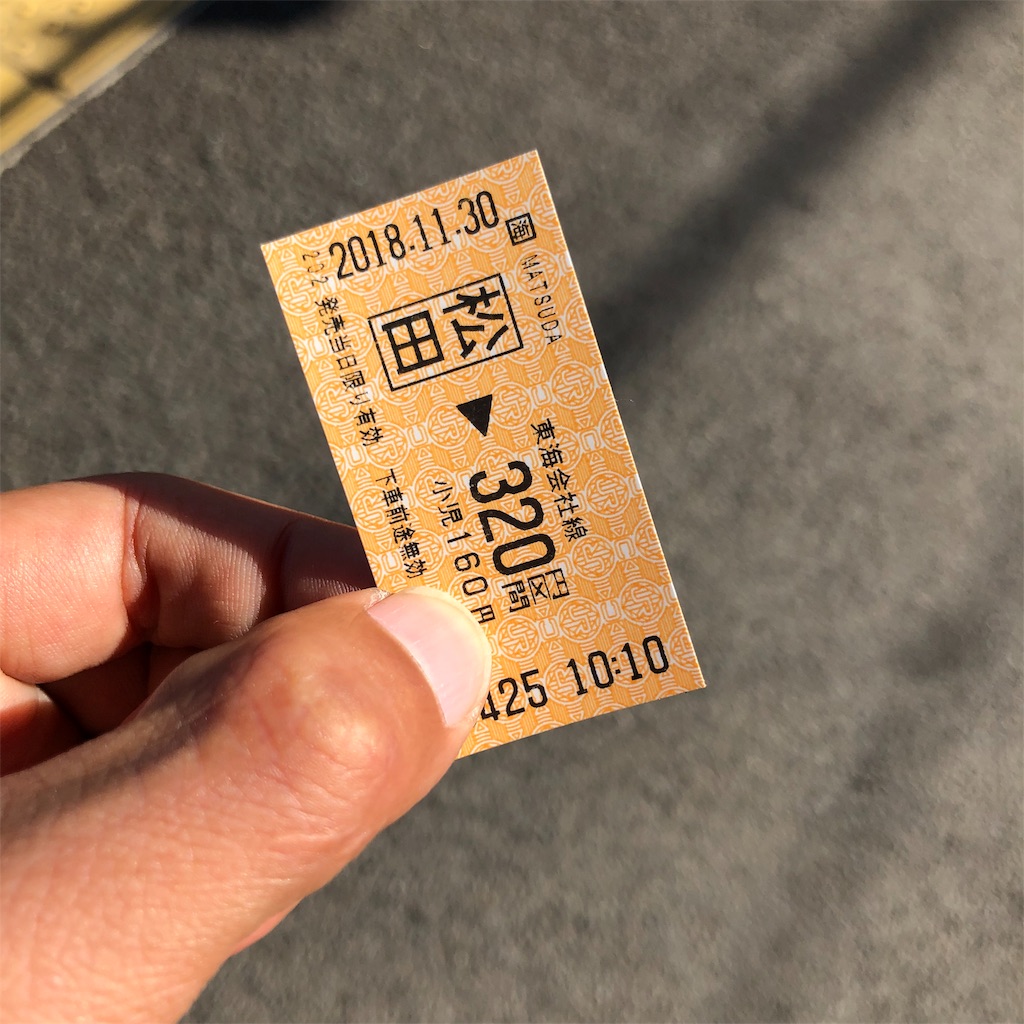 2018.11.30
海
MATSUDA
松田
▶
東海会社線
320円区間
小児160円
202 発売当日限り有効 下車前途無効
425 10:10